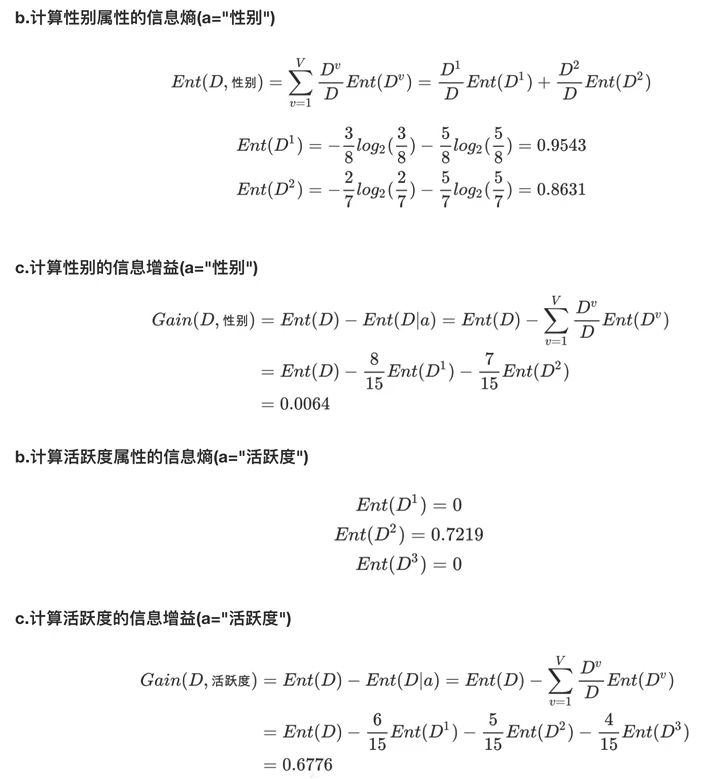 b.计算性别属性的信息熵(a="性别")
Ent(D, 性别) = \sum_{v=1}^{V} \frac{D^v}{D} Ent(D^v) = \frac{D^1}{D} Ent(D^1) + \frac{D^2}{D} Ent(D^2)
Ent(D^1) = -\frac{3}{8} log_2(\frac{3}{8}) - \frac{5}{8} log_2(\frac{5}{8}) = 0.9543
Ent(D^2) = -\frac{2}{7} log_2(\frac{2}{7}) - \frac{5}{7} log_2(\frac{5}{7}) = 0.8631
c.计算性别的信息增益(a="性别")
Gain(D, 性别) = Ent(D) - Ent(D|a) = Ent(D) - \sum_{v=1}^{V} \frac{D^v}{D} Ent(D^v)
= Ent(D) - \frac{8}{15} Ent(D^1) - \frac{7}{15} Ent(D^2)
= 0.0064
b.计算活跃度属性的信息熵(a="活跃度")
Ent(D^1) = 0
Ent(D^2) = 0.7219
Ent(D^3) = 0
c.计算活跃度的信息增益(a="活跃度")
Gain(D, 活跃度) = Ent(D) - Ent(D|a) = Ent(D) - \sum_{v=1}^{V} \frac{D^v}{D} Ent(D^v)
= Ent(D) - \frac{6}{15} Ent(D^1) - \frac{5}{15} Ent(D^2) - \frac{4}{15} Ent(D^3)
= 0.6776